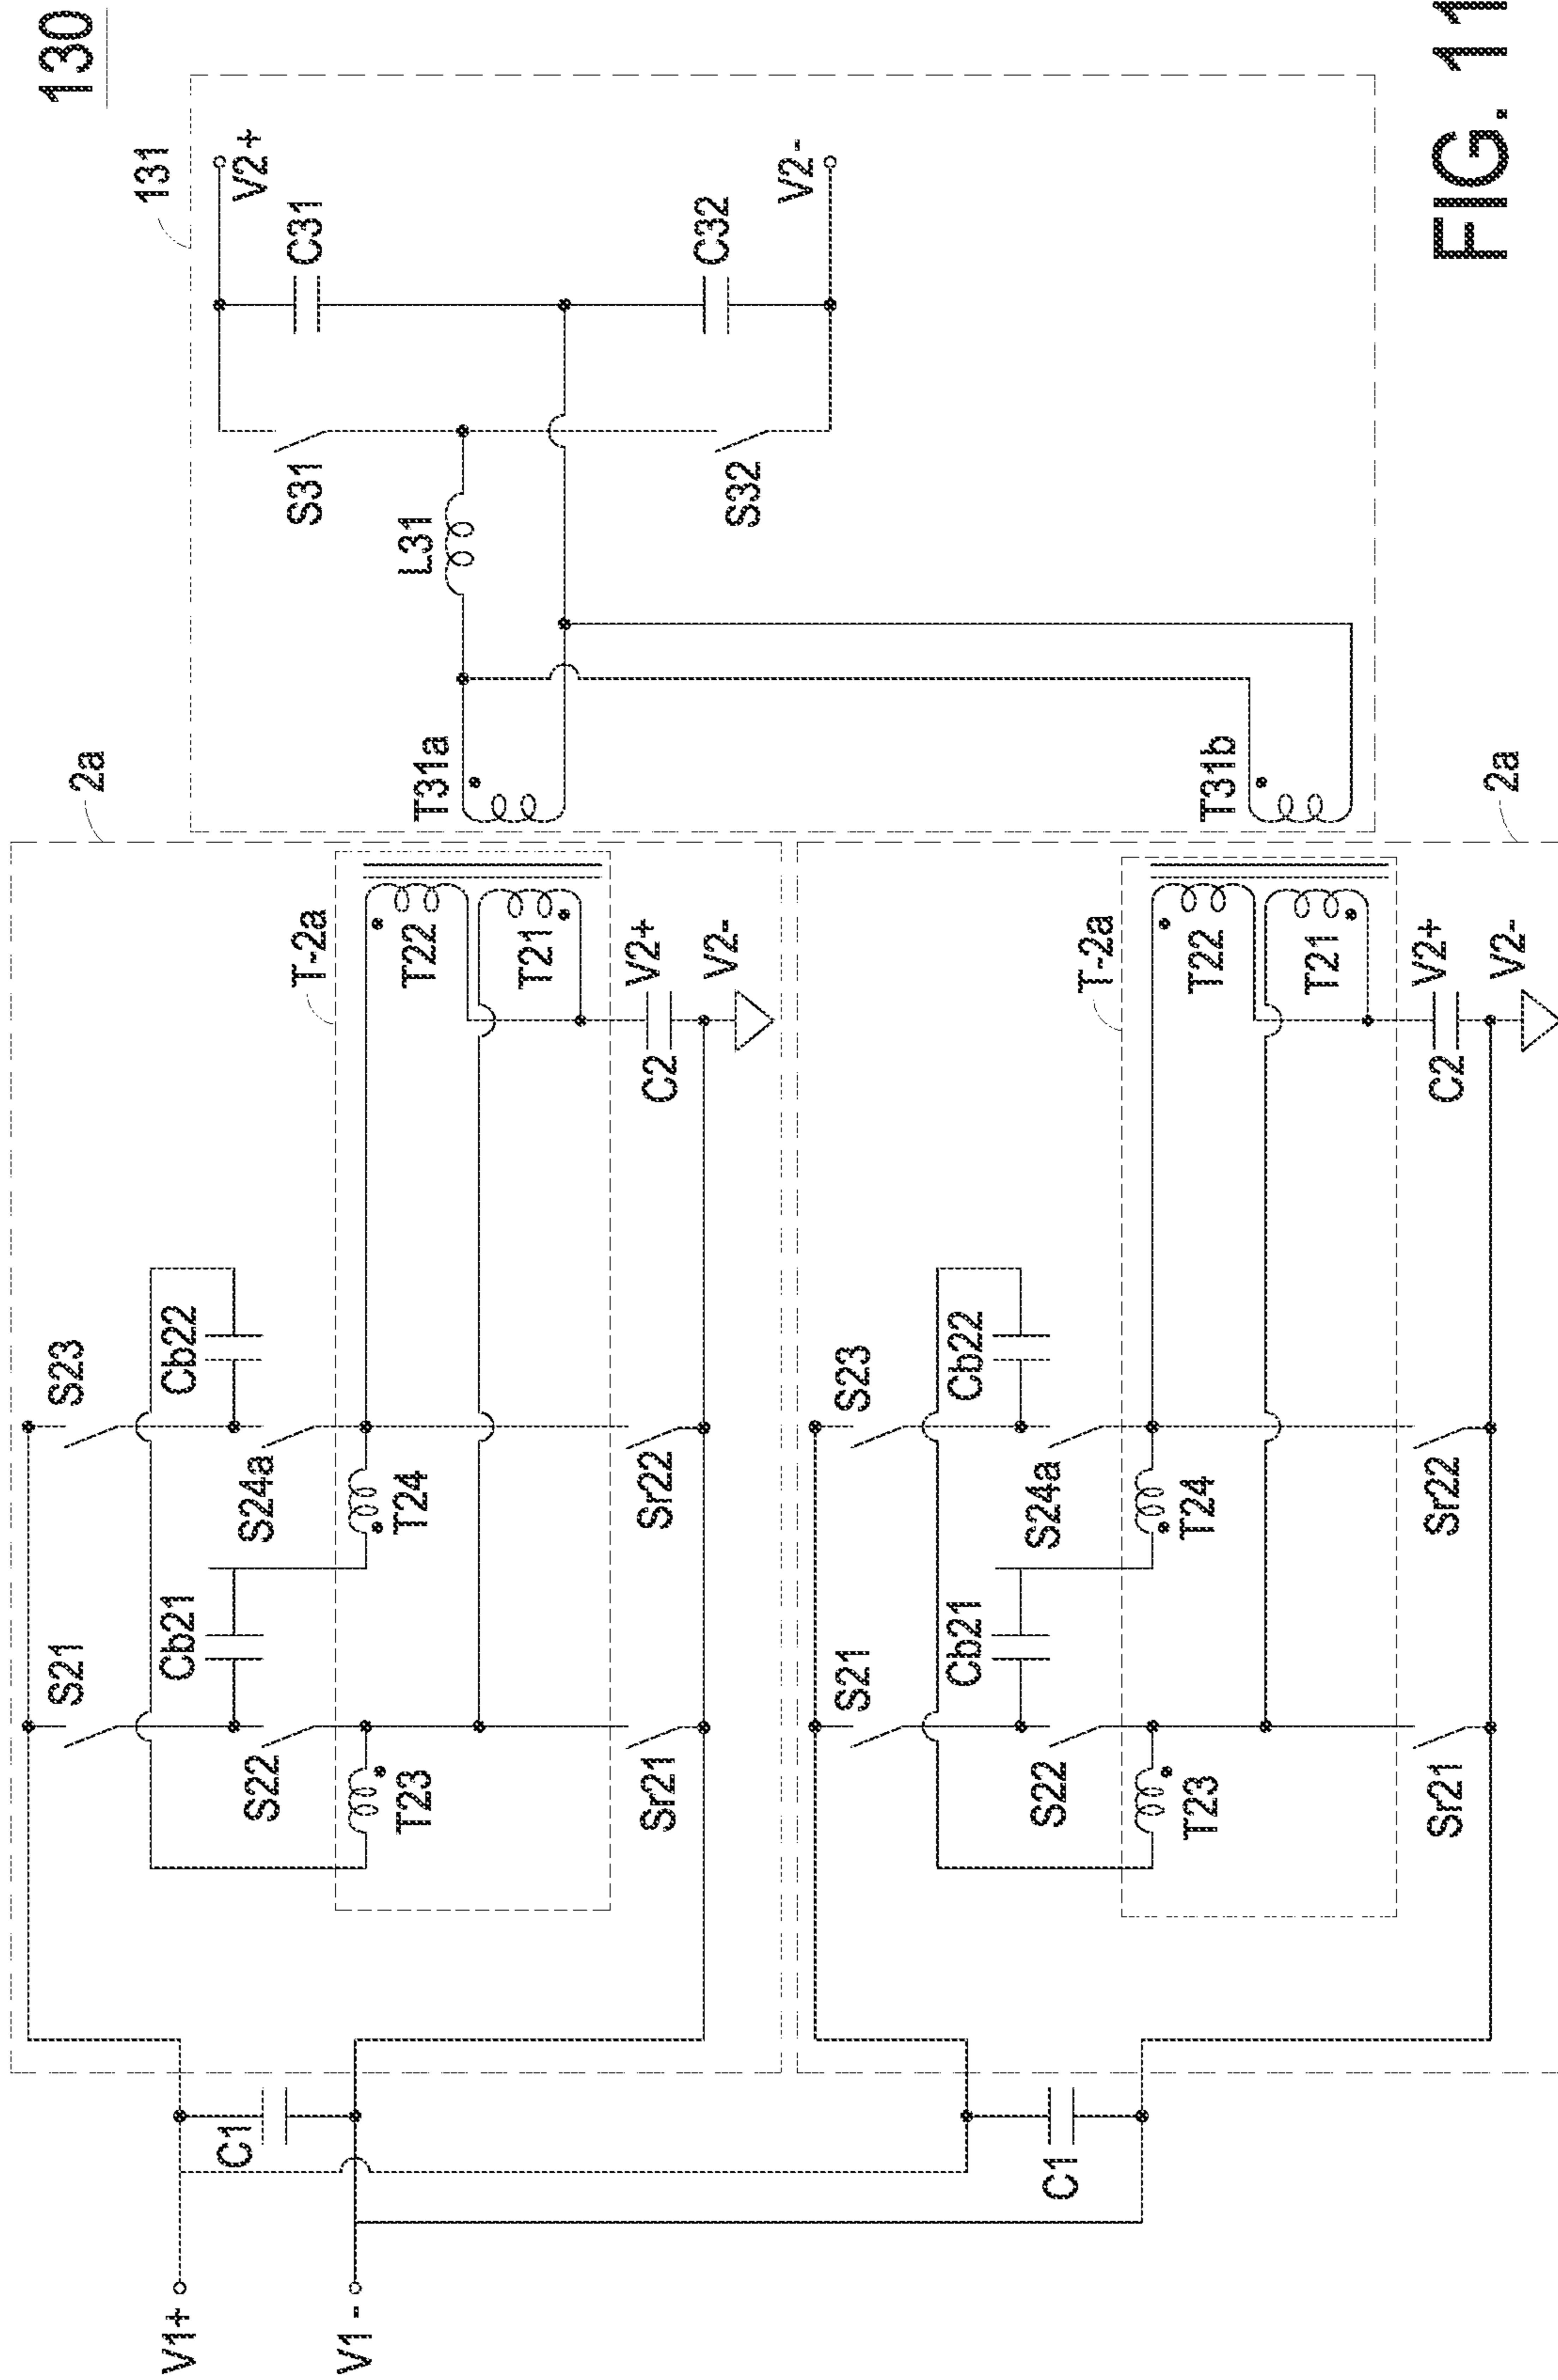 130
2a
131
S21
S23
V2+
Cb21
Cb22
C31
V1+
C1
S22
S24a
T-2a
S31
L31
V1 -
T23
T24
T22
T31a
T21
C32
Sr21
Sr22
C2
V2+
S32
V2-
V2-
S21
S23
Cb21
Cb22
C1
S22
S24a
T-2a
T23
T24
T22
T31b
T21
Sr21
Sr22
C2
V2+
V2-
2a
FIG. 11